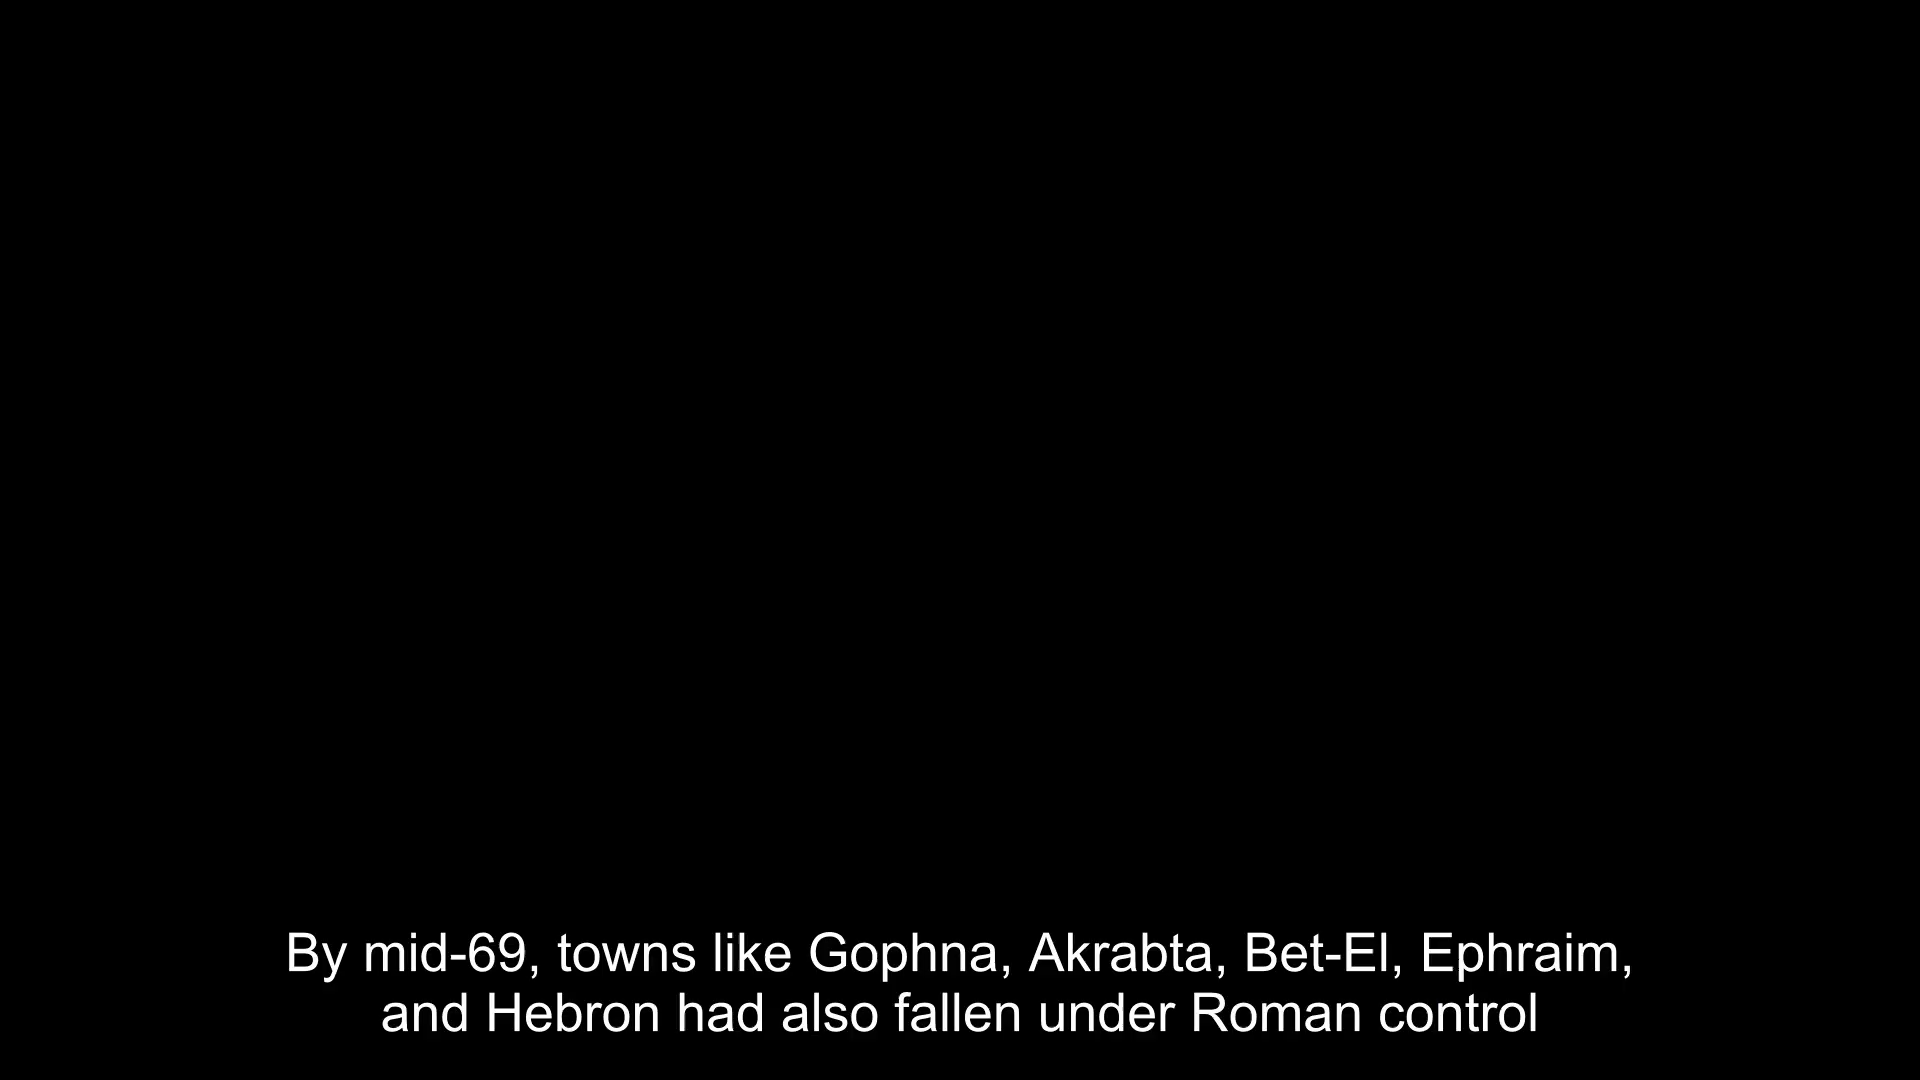 By mid-69, towns like Gophna, Akrabta, Bet-El, Ephraim,
and Hebron had also fallen under Roman control